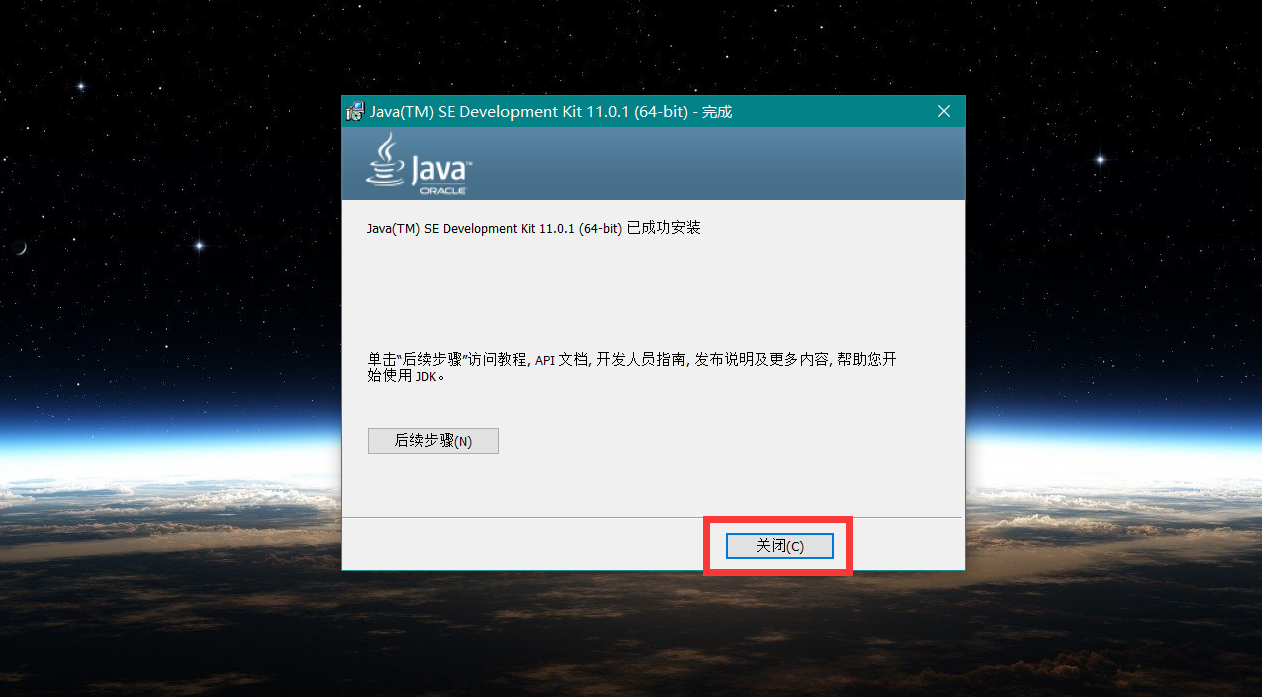 Java(TM) SE Development Kit 11.0.1 (64-bit) - 完成
Java™
ORACLE
Java(TM) SE Development Kit 11.0.1 (64-bit) 已成功安装
单击“后续步骤”访问教程, API 文档, 开发人员指南, 发布说明及更多内容, 帮助您开
始使用 JDK。
后续步骤(N)
关闭(C)